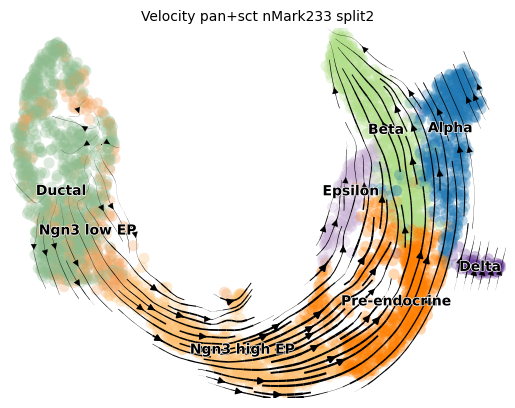 Velocity pan+sct nMark233 split2
Beta
Alpha
Ductal
Epsilon
Ngn3 low EP
Delta
Pre-endocrine
Ngn3 high EP